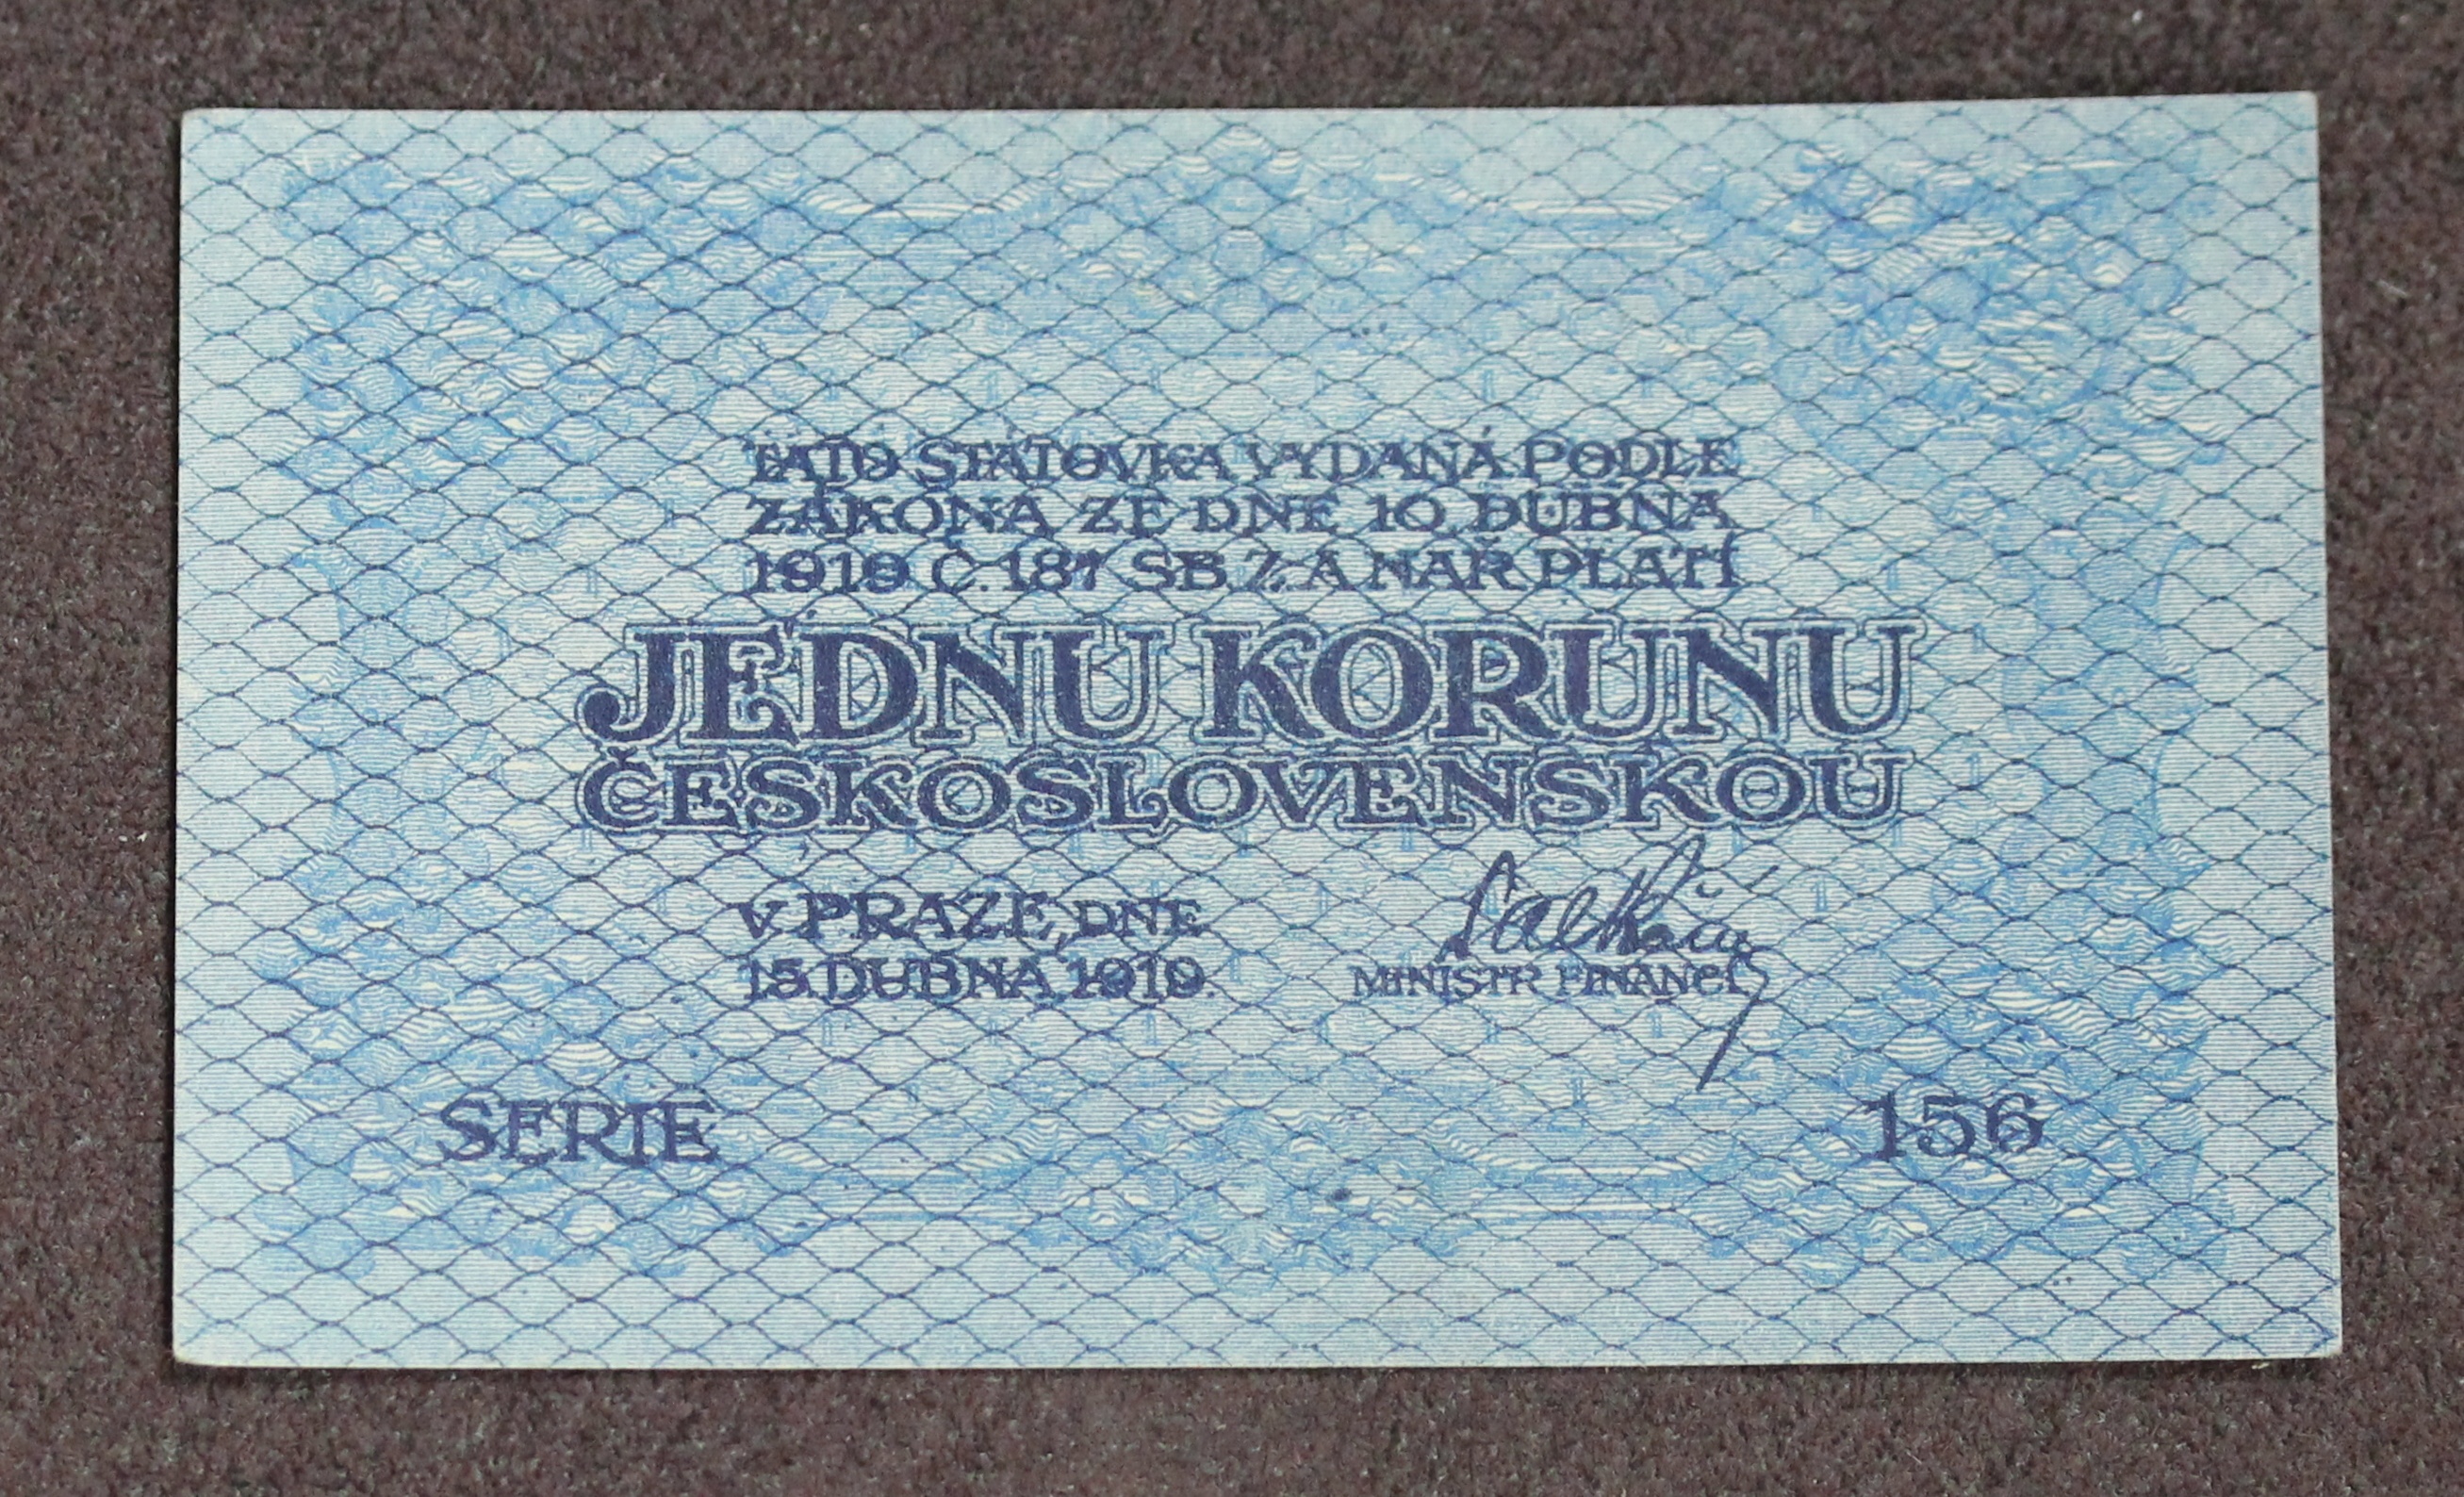 TATO STÁTOVKA VYDANÁ PODLE
ZÁKONA ZE DNE 10. DUBNA
1919 Č. 187 SB. Z. A NAŘ. PLATÍ
JEDNU KORUNU
ČESKOSLOVENSKOU
V PRAZE, DNE
15. DUBNA 1919.
MINISTR FINANCÍ
SERIE
156